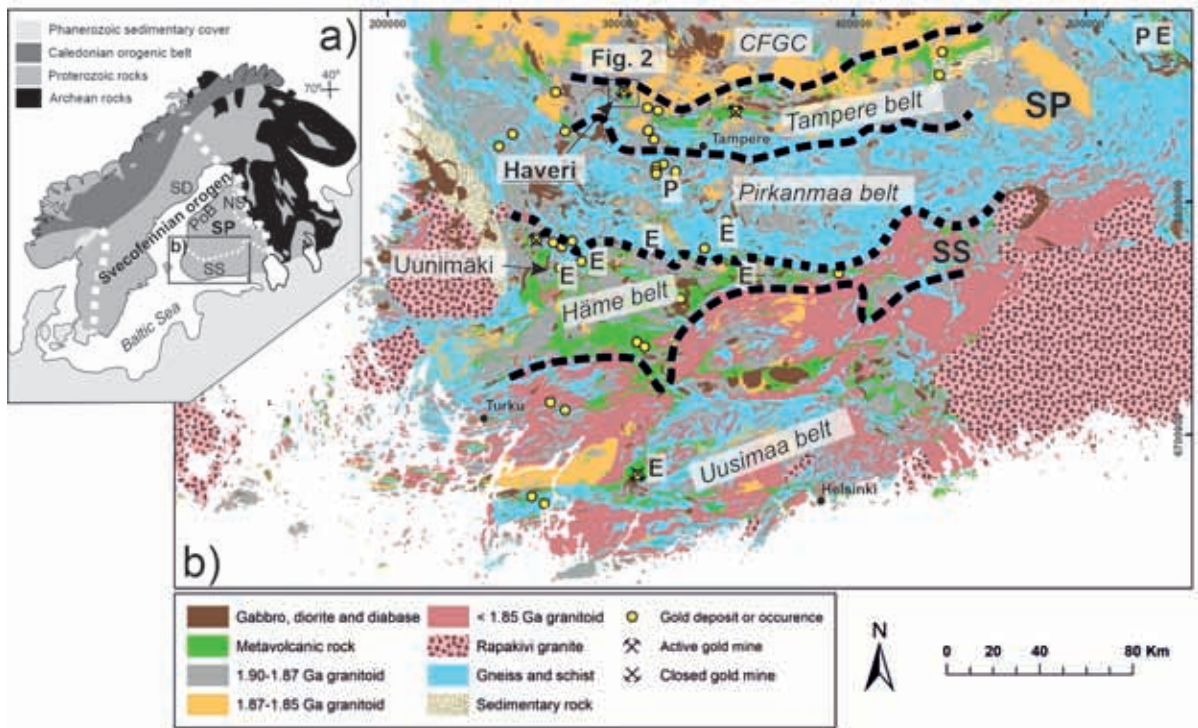 Phanerozoic sedimentary cover
Caledonian orogenic belt
Proterozoic rocks
Archean rocks
a)
40°
70°
SD
Svecofennian orogen
PoB
NS
SP
b)
SS
Baltic Sea
200000
300000
CFGC
P E
Fig. 2
SP
Tampere belt
Tampere
Haveri
P
Pirkanmaa belt
E
E
SS
Uunimäki
E
E
E
Häme belt
Turku
Uusimaa belt
E
Helsinki
b)
Gabbro, diorite and diabase
Metavolcanic rock
1.90-1.87 Ga granitoid
1.87-1.85 Ga granitoid
< 1.85 Ga granitoid
Rapakivi granite
Gneiss and schist
Sedimentary rock
Gold deposit or occurence
Active gold mine
Closed gold mine
N
0 20 40 80 Km